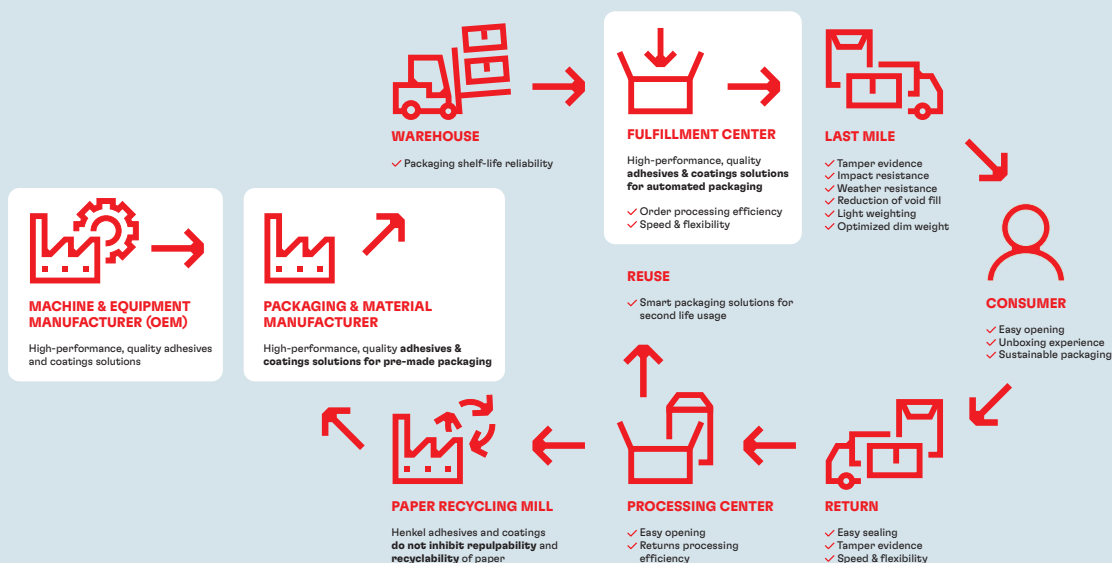 WAREHOUSE
Packaging shelf-life reliability
FULFILLMENT CENTER
High-performance, quality
adhesives & coatings solutions
for automated packaging
Order processing efficiency
Speed & flexibility
LAST MILE
Tamper evidence
Impact resistance
Weather resistance
Reduction of void fill
Light weighting
Optimized dim weight
MACHINE & EQUIPMENT
MANUFACTURER (OEM)
High-performance, quality adhesives
and coatings solutions
PACKAGING & MATERIAL
MANUFACTURER
High-performance, quality adhesives &
coatings solutions for pre-made packaging
REUSE
Smart packaging solutions for
second life usage
CONSUMER
Easy opening
Unboxing experience
Sustainable packaging
PAPER RECYCLING MILL
Henkel adhesives and coatings
do not inhibit repulpability and
recyclability of paper
PROCESSING CENTER
Easy opening
Returns processing
efficiency
RETURN
Easy sealing
Tamper evidence
Speed & flexibility